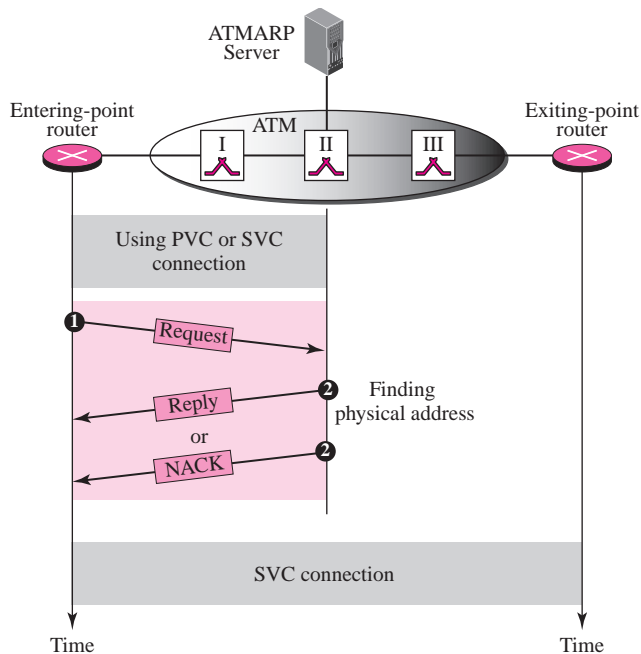 ATMARP
Server
Entering-point
router
Exiting-point
router
ATM
I
II
III
Using PVC or SVC
connection
1
Request
2
Reply
Finding
physical address
or
2
NACK
SVC connection
Time
Time